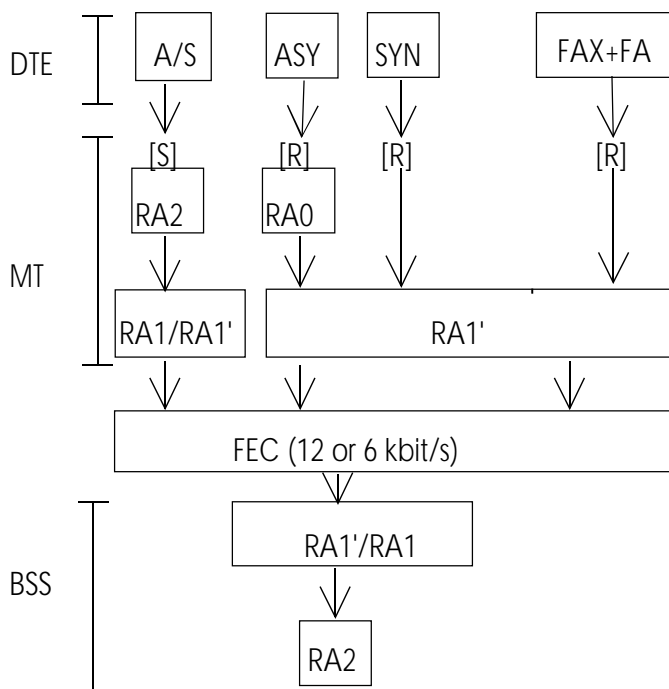 DTE A/S ASY SYN FAX+FA
[S] [R] [R] [R]
RA2 RA0
MT
RA1/RA1' RA1'
FEC (12 or 6 kbit/s)
RA1'/RA1
BSS
RA2